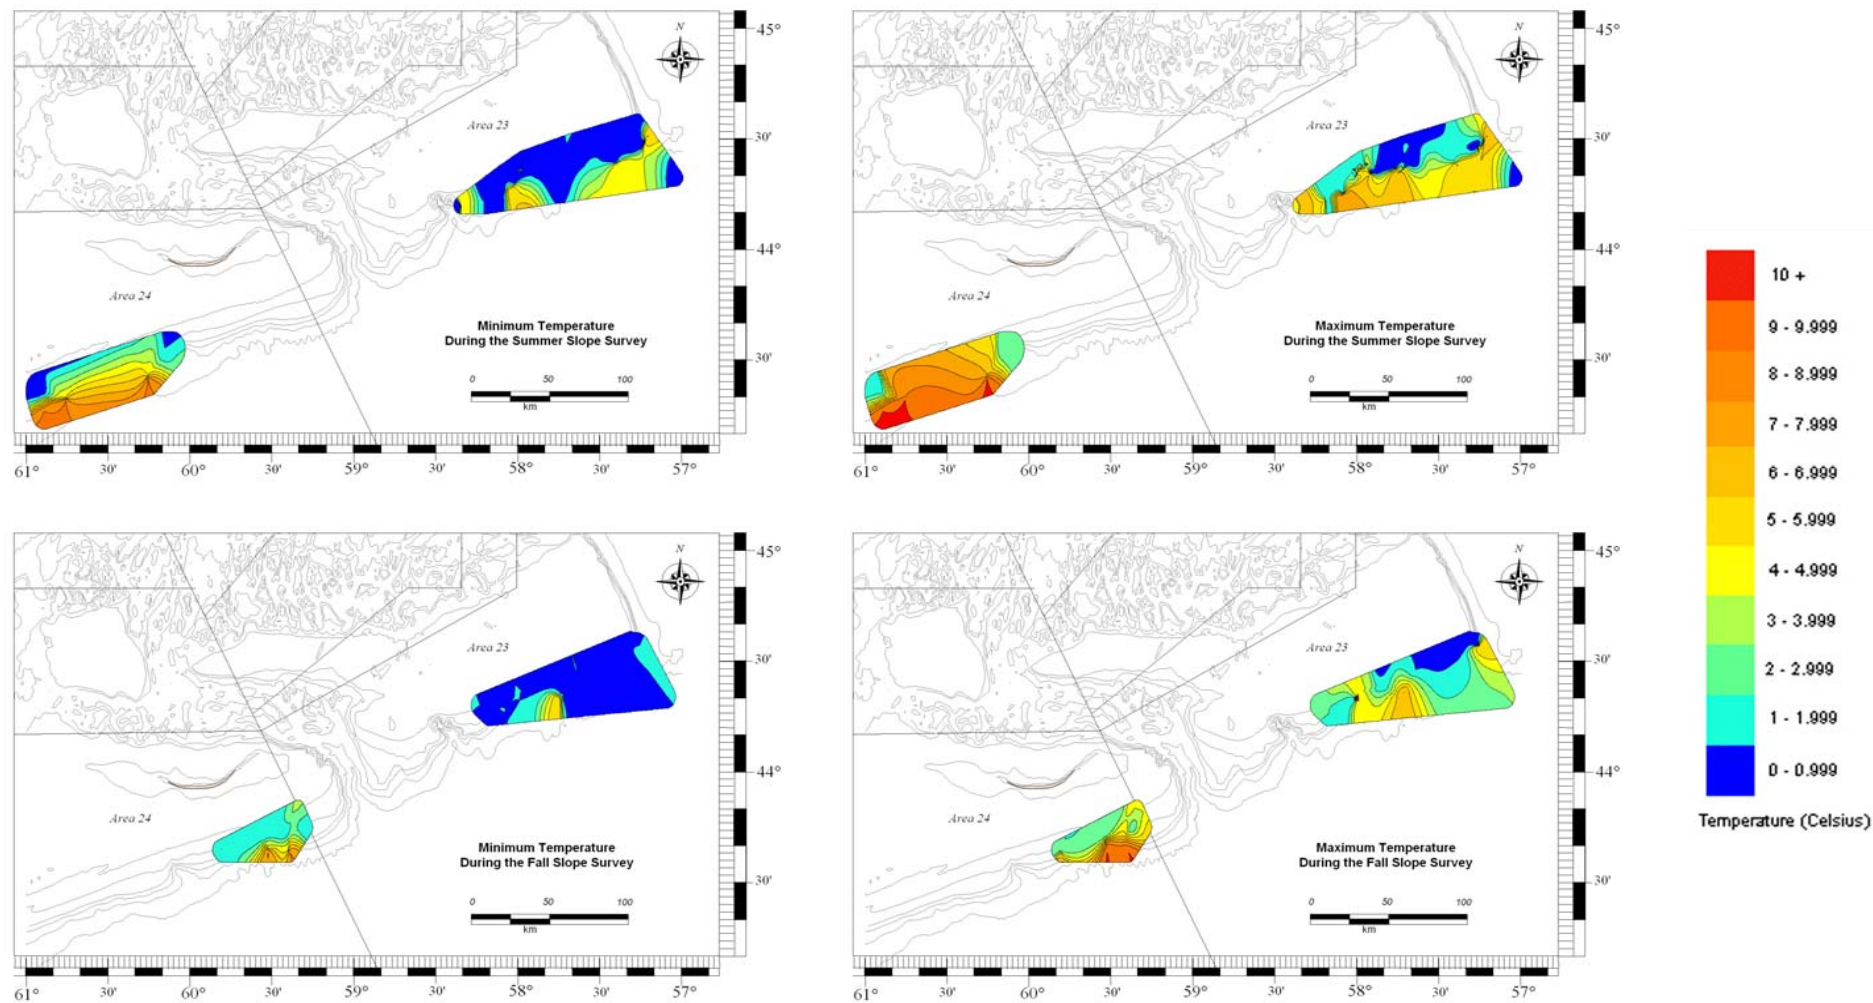 N
45°
Area 23
30'
44°
Area 24
Minimum Temperature
During the Summer Slope Survey
30'
0 50 100
km
61° 30' 60° 30' 59° 30' 58° 30' 57°
N
45°
Area 23
30'
44°
Area 24
Maximum Temperature
During the Summer Slope Survey
30'
0 50 100
km
61° 30' 60° 30' 59° 30' 58° 30' 57°
N
45°
Area 23
30'
44°
Area 24
Minimum Temperature
During the Fall Slope Survey
30'
0 50 100
km
61° 30' 60° 30' 59° 30' 58° 30' 57°
N
45°
Area 23
30'
44°
Area 24
Maximum Temperature
During the Fall Slope Survey
30'
0 50 100
km
61° 30' 60° 30' 59° 30' 58° 30' 57°
10 +
9 - 9.999
8 - 8.999
7 - 7.999
6 - 6.999
5 - 5.999
4 - 4.999
3 - 3.999
2 - 2.999
1 - 1.999
0 - 0.999
Temperature (Celsius)